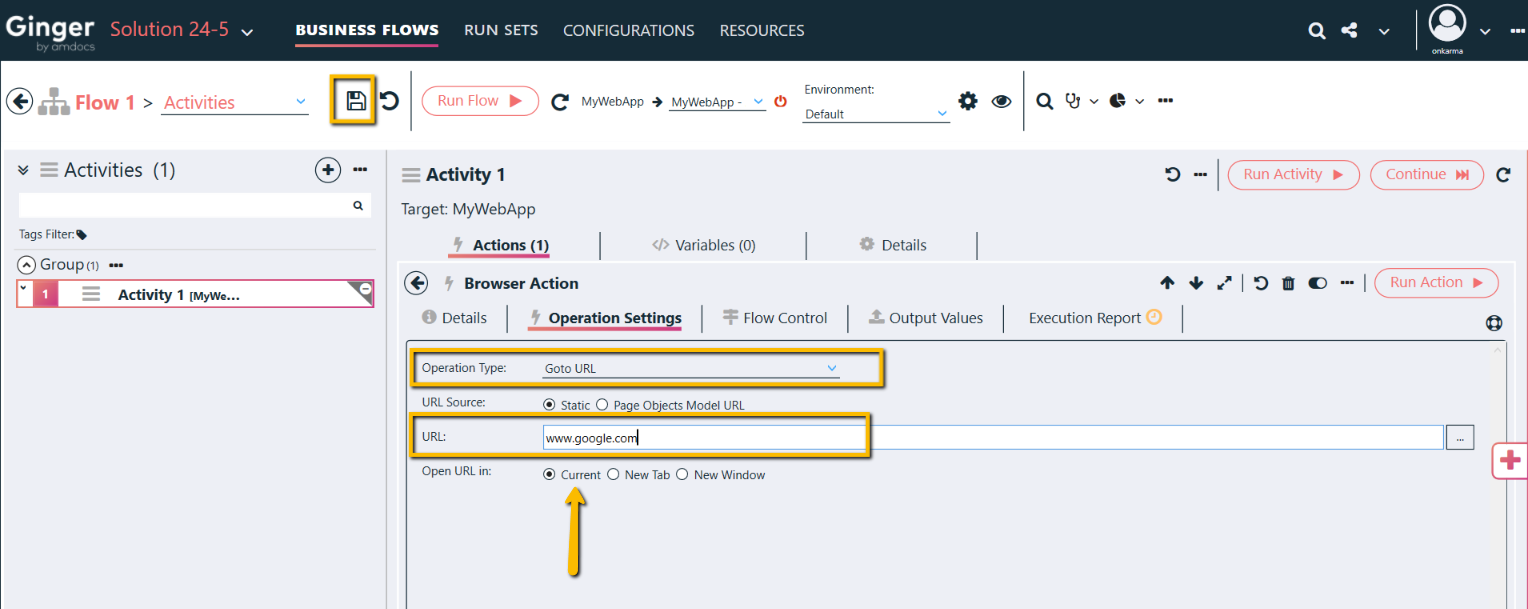 Ginger
by amdocs
Solution 24-5
BUSINESS FLOWS
RUN SETS
CONFIGURATIONS
RESOURCES
onkarma
Flow 1 > Activities
Run Flow
MyWebApp
MyWebApp -
Environment:
Default
Activities (1)
Tags Filter:
Group (1)
1
Activity 1 [MyWe...
Activity 1
Run Activity
Continue
Target: MyWebApp
Actions (1)
</> Variables (0)
Details
Browser Action
Run Action
Details
Operation Settings
Flow Control
Output Values
Execution Report
Operation Type:
Goto URL
URL Source:
Static
Page Objects Model URL
URL:
www.google.com
...
Open URL in:
Current
New Tab
New Window